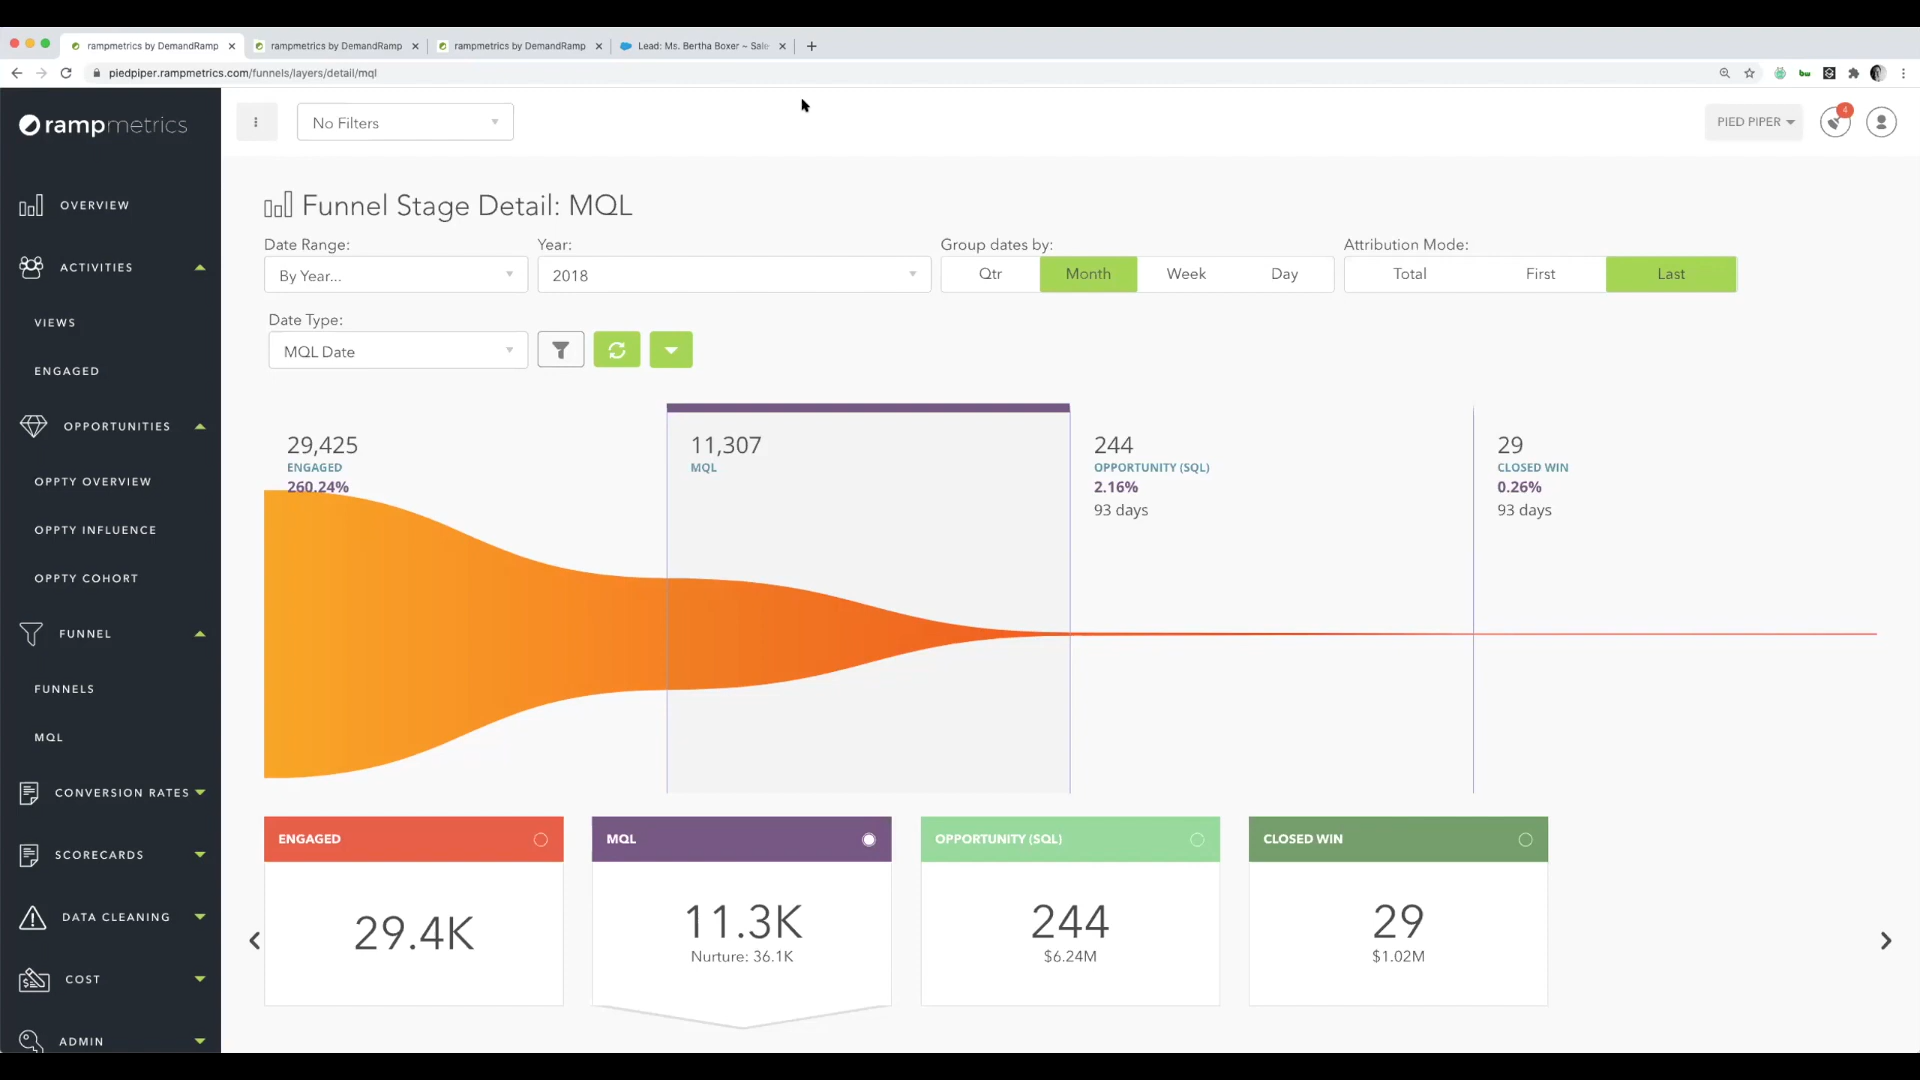 rampmetrics by DemandRamp
rampmetrics by DemandRamp
rampmetrics by DemandRamp
Lead: Ms. Bertha Boxer ~ Sale
piedpiper.rampmetrics.com/funnels/layers/detail/mql
rampmetrics
No Filters
PIED PIPER
4
OVERVIEW
ACTIVITIES
VIEWS
ENGAGED
OPPORTUNITIES
OPPTY OVERVIEW
OPPTY INFLUENCE
OPPTY COHORT
FUNNEL
FUNNELS
MQL
CONVERSION RATES
SCORECARDS
DATA CLEANING
COST
ADMIN
Funnel Stage Detail: MQL
Date Range:
By Year...
Year:
2018
Group dates by:
Qtr Month Week Day
Attribution Mode:
Total First Last
Date Type:
MQL Date
29,425
ENGAGED
260.24%
11,307
MQL
244
OPPORTUNITY (SQL)
2.16%
93 days
29
CLOSED WIN
0.26%
93 days
ENGAGED
29.4K
MQL
11.3K
Nurture: 36.1K
OPPORTUNITY (SQL)
244
$6.24M
CLOSED WIN
29
$1.02M